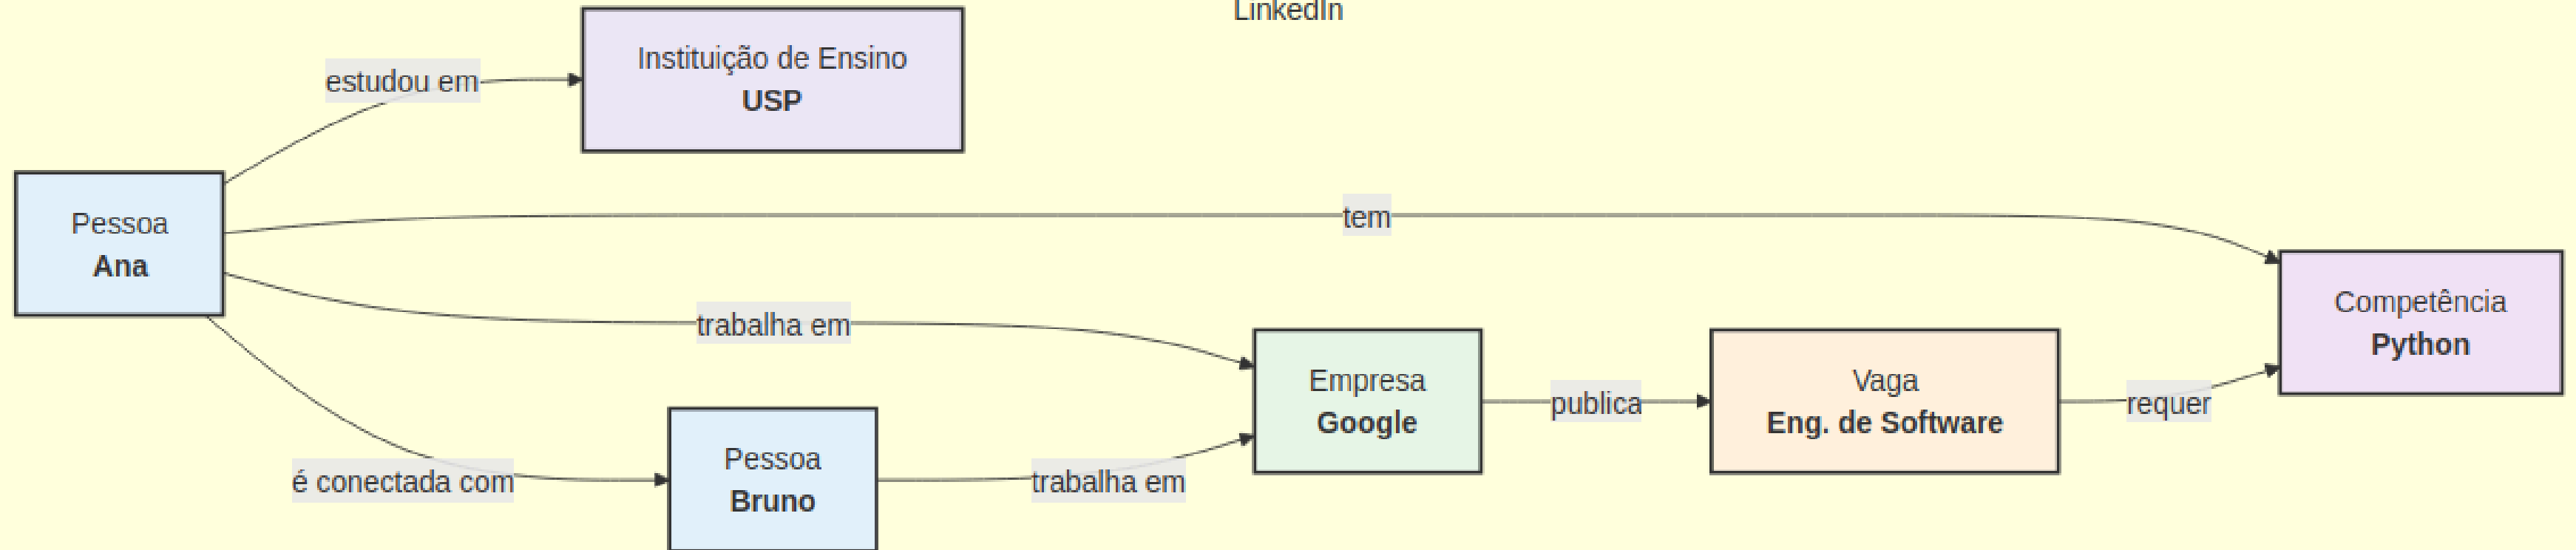 LinkedIn
estudou em
Instituição de Ensino
USP
Pessoa
Ana
tem
Competência
Python
trabalha em
Empresa
Google
publica
Vaga
Eng. de Software
requer
é conectada com
Pessoa
Bruno
trabalha em